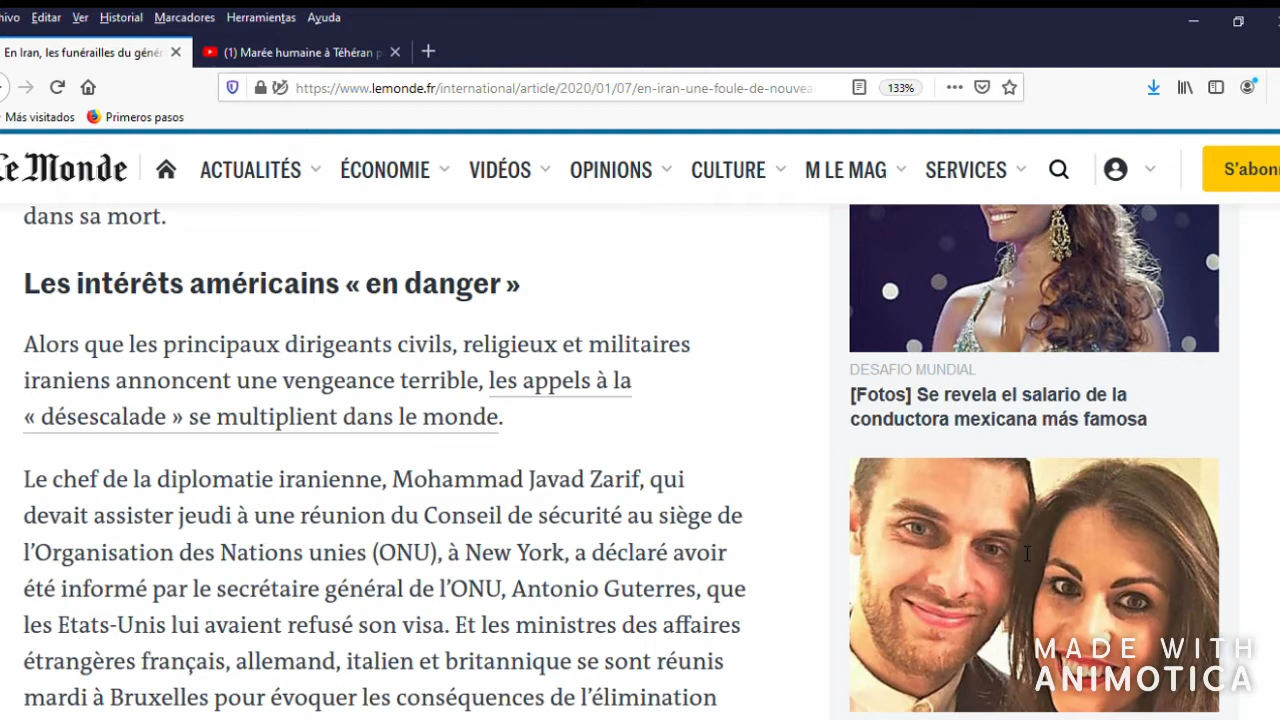 hivo Editar Ver Historial Marcadores Herramientas Ayuda
En Iran, les funérailles du géné
(1) Marée humaine à Téhéran p
https://www.lemonde.fr/international/article/2020/01/07/en-iran-une-foule-de-nouvea
133%
Más visitados Primeros pasos
Le Monde ACTUALITÉS ÉCONOMIE VIDÉOS OPINIONS CULTURE M LE MAG SERVICES S’abon
dans sa mort.
Les intérêts américains « en danger »
Alors que les principaux dirigeants civils, religieux et militaires
iraniens annoncent une vengeance terrible, les appels à la
« désescalade » se multiplient dans le monde.
Le chef de la diplomatie iranienne, Mohammad Javad Zarif, qui
devait assister jeudi à une réunion du Conseil de sécurité au siège de
l’Organisation des Nations unies (ONU), à New York, a déclaré avoir
été informé par le secrétaire général de l’ONU, Antonio Guterres, que
les Etats-Unis lui avaient refusé son visa. Et les ministres des affaires
étrangères français, allemand, italien et britannique se sont réunis
mardi à Bruxelles pour évoquer les conséquences de l’élimination
DESAFIO MUNDIAL
[Fotos] Se revela el salario de la
conductora mexicana más famosa
MADE WITH
ANIMOTICA